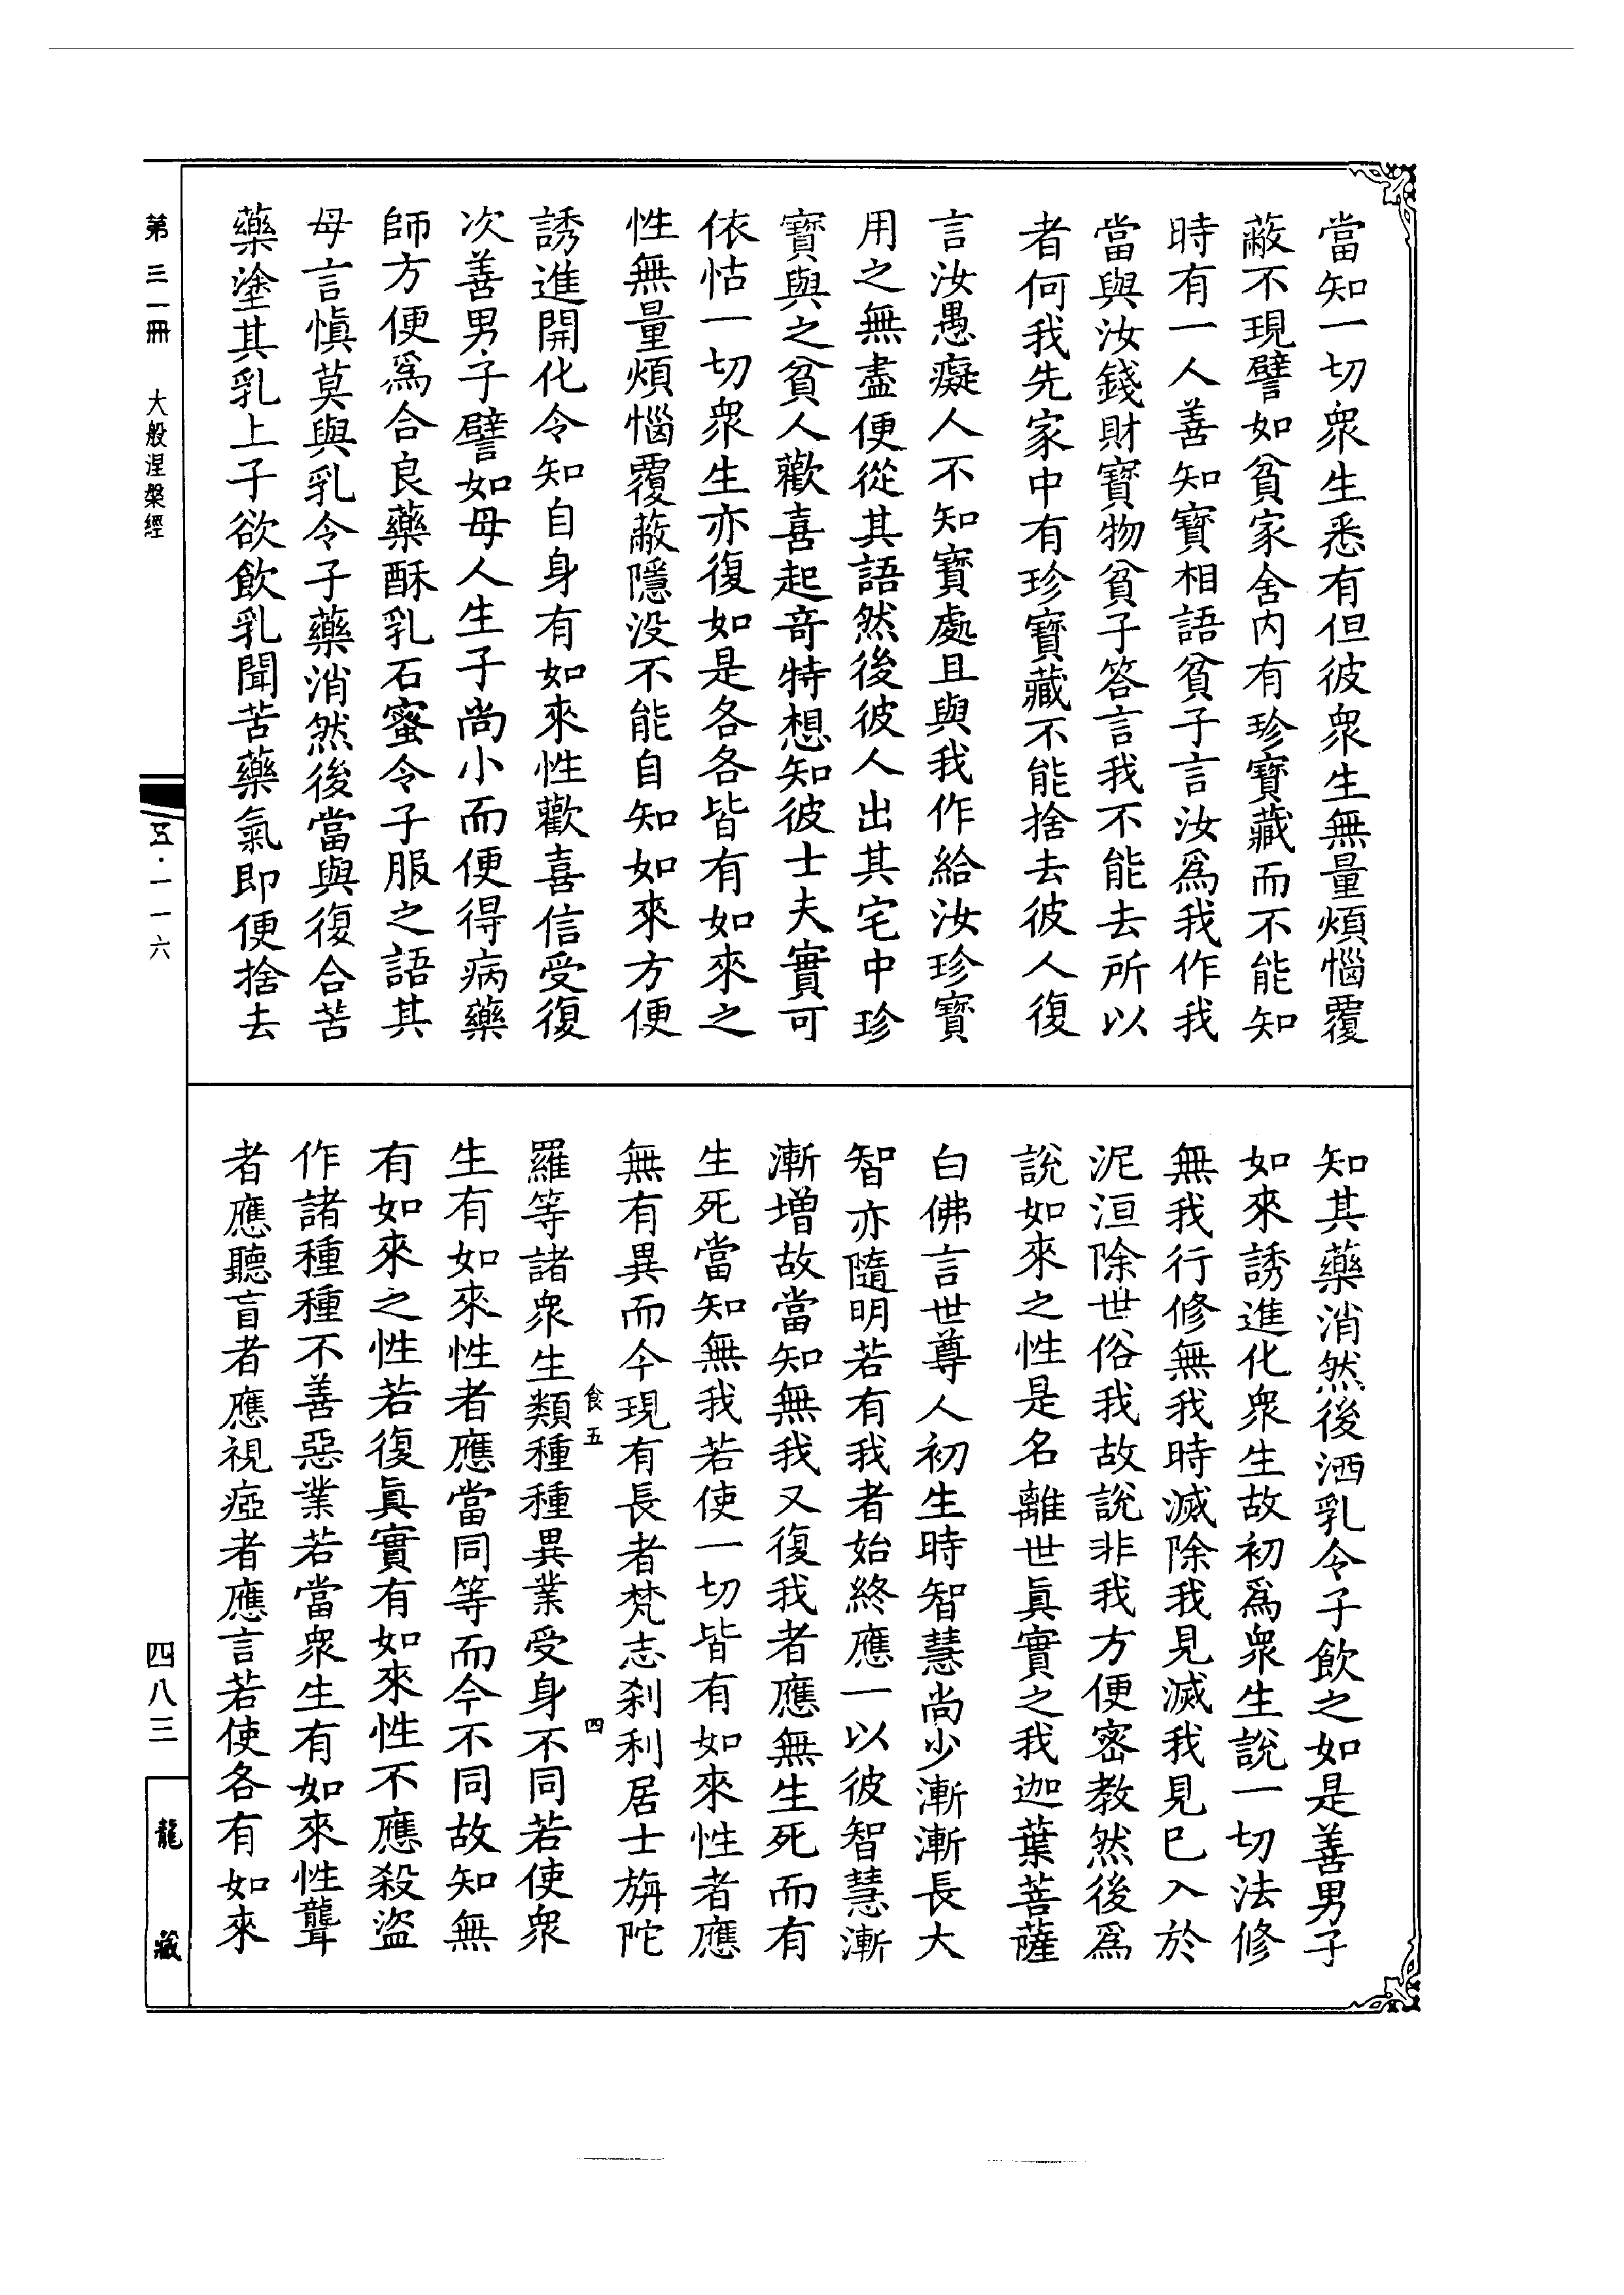 當知一切衆生悉有但彼衆生無量煩惱覆
蔽不現譬如貧家舍内有珍寶藏而不能知
時有一人善知寶相語貧子言汝爲我作我
當與汝錢財寶物貧子答言我不能去所以
者何我先家中有珍寶藏不能捨去彼人復
言汝愚癡人不知寶處且與我作給汝珍寶
用之無盡便從其語然後彼人出其宅中珍
寶與之貧人歡喜起奇特想知彼士夫實可
依怙一切衆生亦復如是各各皆有如來之
性無量煩惱覆蔽隱没不能自知如來方便
誘進開化令知自身有如來性歡喜信受復
次善男子譬如母人生子尚小而便得病藥
師方便爲合良藥酥乳石蜜令子服之語其
母言愼莫與乳令子藥消然後當與復合苦
藥塗其乳上子欲飲乳聞苦藥氣即便捨去
知其藥消然後洒乳令子飲之如是善男子
如來誘進化衆生故初爲衆生說一切法修
無我行修無我時滅除我見滅我見已入於
泥洹除世俗我故說非我方便密教然後爲
說如來之性是名離世眞實之我迦葉菩薩
白佛言世尊人初生時智慧尚少漸漸長大
智亦隨明若有我者始終應一以彼智慧漸
漸增故當知無我又復我者應無生死而有
生死當知無我若使一切皆有如來性者應
無有異而今現有長者梵志刹利居士旃陀
食五
四
羅等諸衆生類種種異業受身不同若使衆
生有如來性者應當同等而今不同故知無
有如來之性若復眞實有如來性不應殺盜
作諸種種不善惡業若當衆生有如來性聾
者應聽盲者應視瘂者應言若使各有如來
第三一冊
大般涅槃經
五·一一六
四八三
龍藏